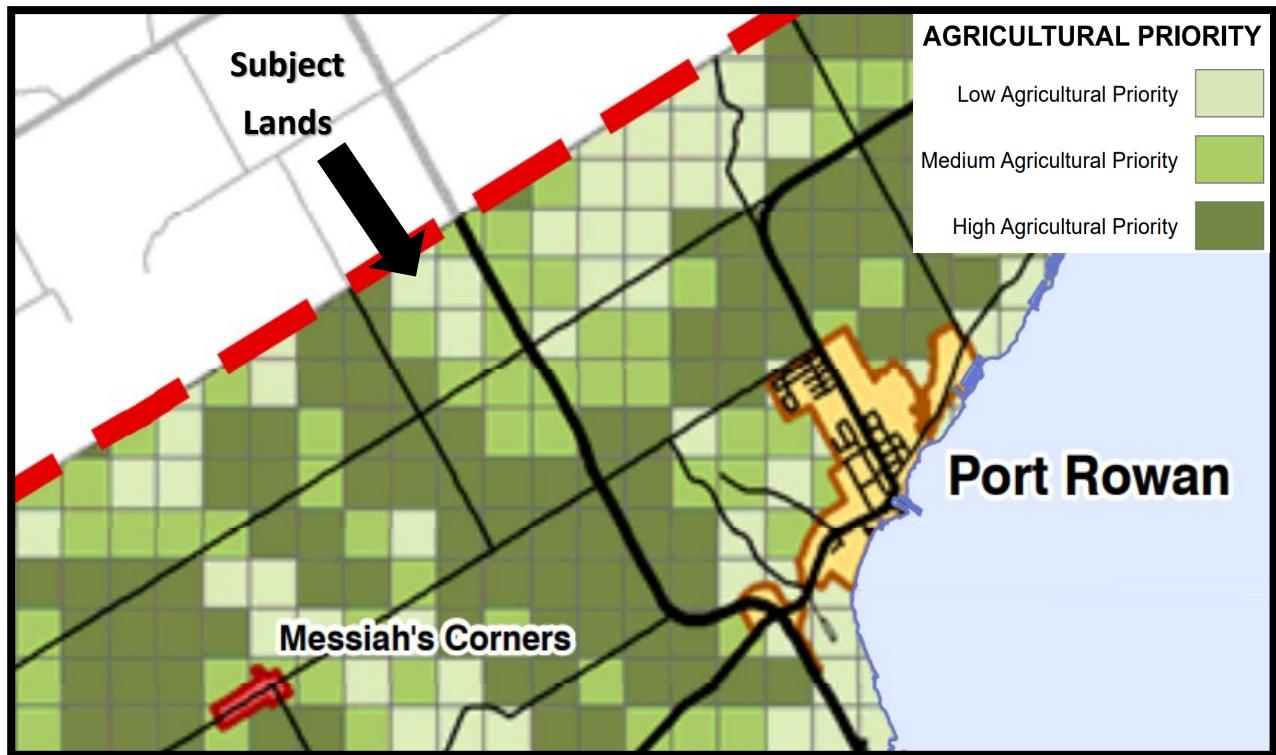 Subject
Lands
AGRICULTURAL PRIORITY
Low Agricultural Priority
Medium Agricultural Priority
High Agricultural Priority
Port Rowan
Messiah's Corners